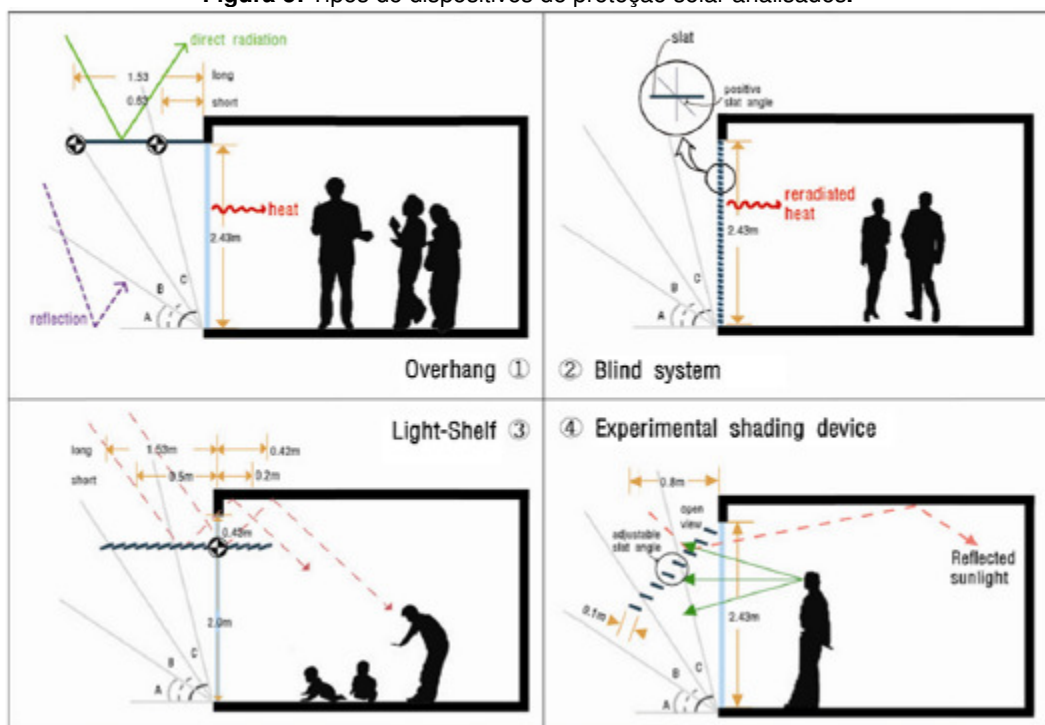 Figura 5. Tipos de dispositivos de proteção solar analisados.
direct radiation
1.53
long
short
2.43m
heat
reflection
A
B
C
Overhang ①
slat
positive
slat angle
reradiated
heat
2.43m
A
B
C
② Blind system
Light-Shelf ③
long
1.53m
0.42m
short
0.5m
0.2m
0.43m
2.0m
A
B
C
④ Experimental shading device
0.8m
open
view
adjustable
slat angle
0.1m
2.43m
Reflected
sunlight
A
B
C